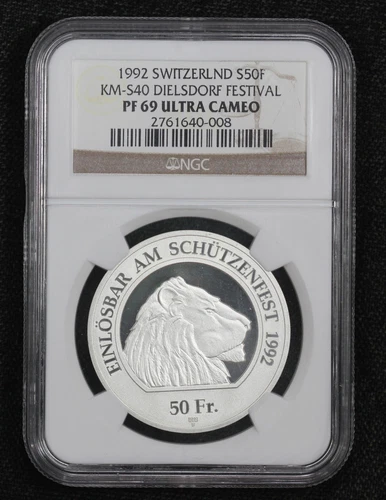 1992 SWITZERLND S50F
KM-S40 DIELSDORF FESTIVAL
PF 69 ULTRA CAMEO
2761640-008
NGC
EINLÖSBAR AM SCHÜTZENFEST 1992
50 Fr.